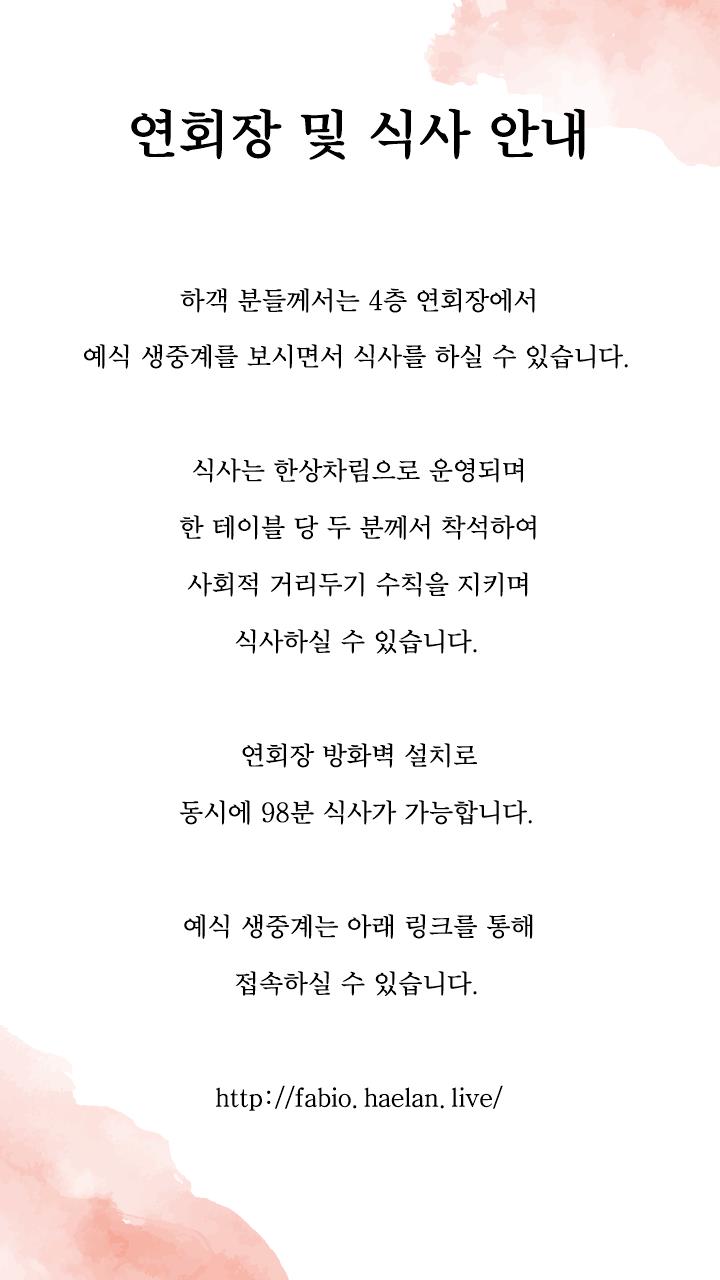 연회장 및 식사 안내
하객 분들께서는 4층 연회장에서
예식 생중계를 보시면서 식사를 하실 수 있습니다.
식사는 한상차림으로 운영되며
한 테이블 당 두 분께서 착석하여
사회적 거리두기 수칙을 지키며
식사하실 수 있습니다.
연회장 방화벽 설치로
동시에 98분 식사가 가능합니다.
예식 생중계는 아래 링크를 통해
접속하실 수 있습니다.
http://fabio.haelan.live/